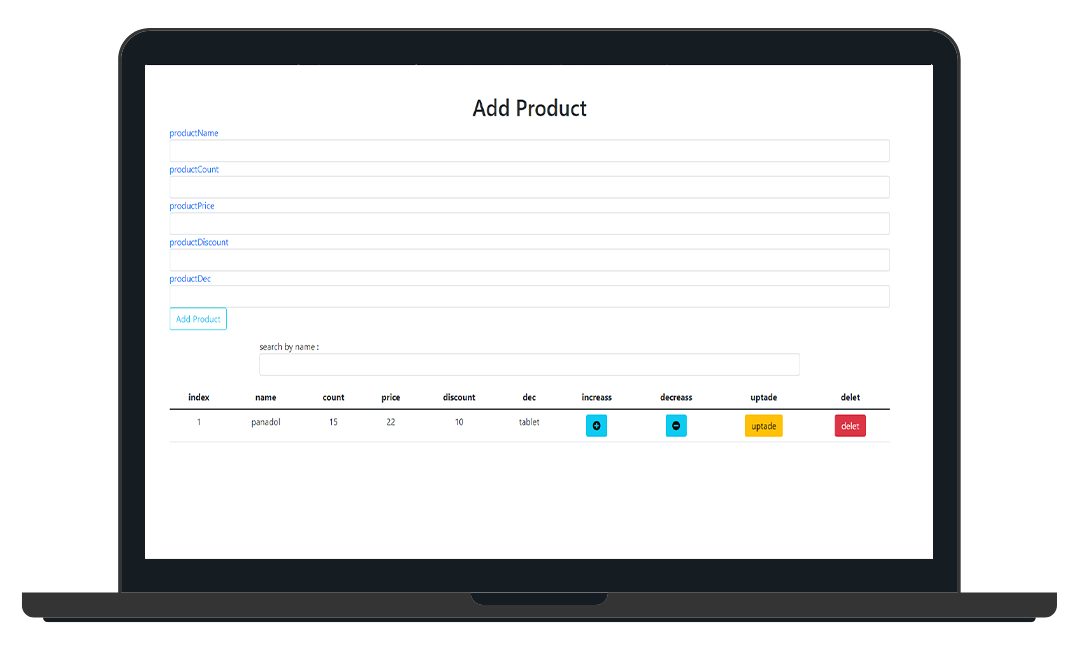 Add Product
productName
productCount
productPrice
productDiscount
productDec
Add Product
search by name :
index name count price discount dec increass decreass uptade delet
1 panadol 15 22 10 tablet uptade delet